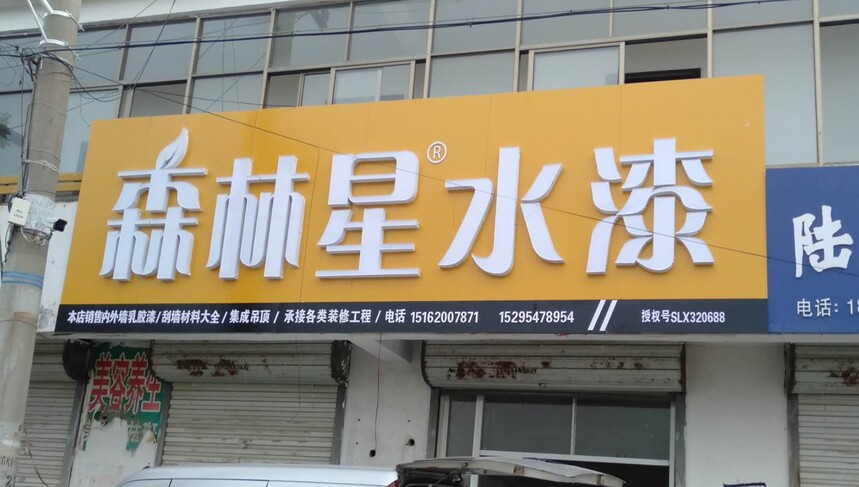 森林星®水漆
本店销售内外墙乳胶漆/刮墙材料大全/集成吊顶/承接各类装修工程/电话 15162007871 15295478954 // 授权号SLX320688
陆
电话: 18
美容养生